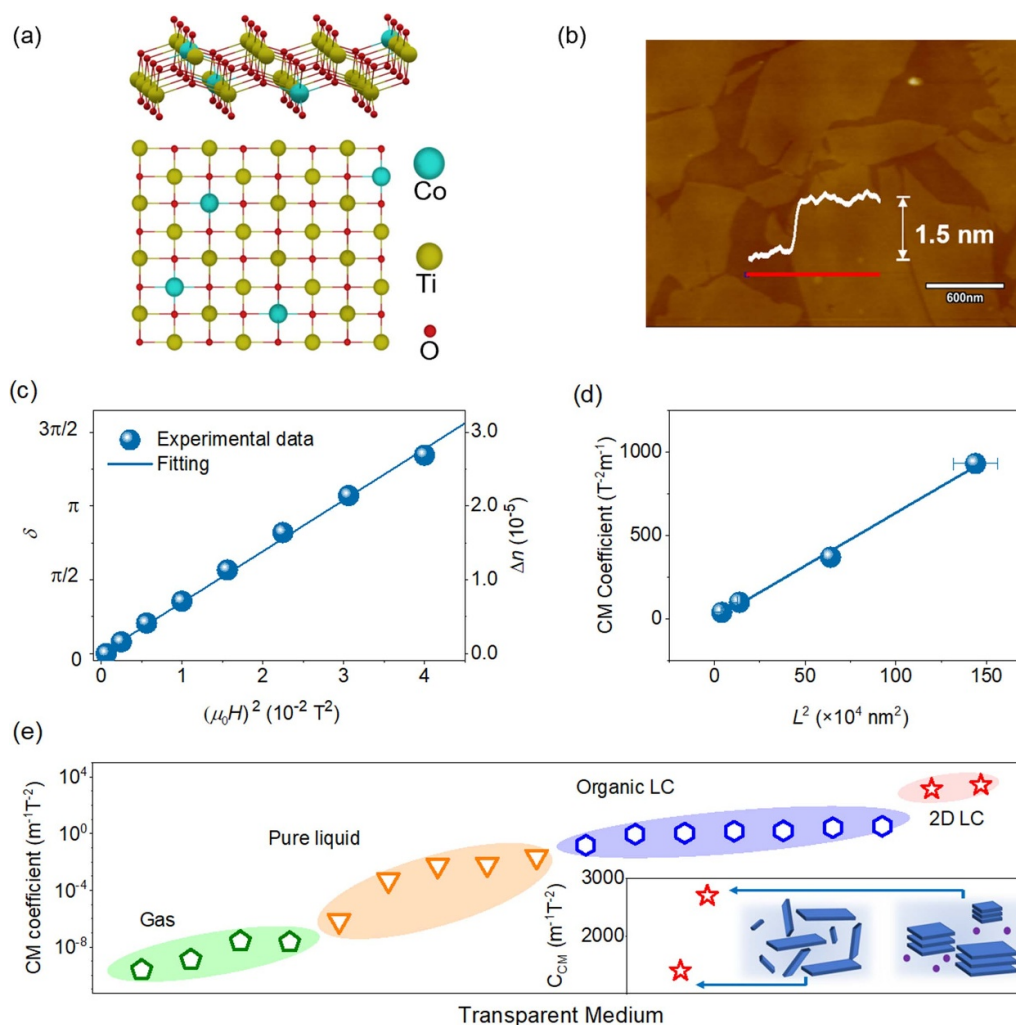 (a)
Co
Ti
O
(b)
1.5 nm
600nm
(c)
3π/2
π
π/2
0
δ
Experimental data
Fitting
3.0
2.0
1.0
0.0
Δn (10⁻⁵)
0 1 2 3 4
(μ₀H)² (10⁻² T²)
(d)
1000
500
0
CM Coefficient (T⁻²m⁻¹)
0 50 100 150
L² (×10⁴ nm²)
(e)
10⁴
10⁰
10⁻⁴
10⁻⁸
CM coefficient (m⁻¹T⁻²)
Gas
Pure liquid
Organic LC
2D LC
3000
2000
C_CM (m⁻¹T⁻²)
Transparent Medium